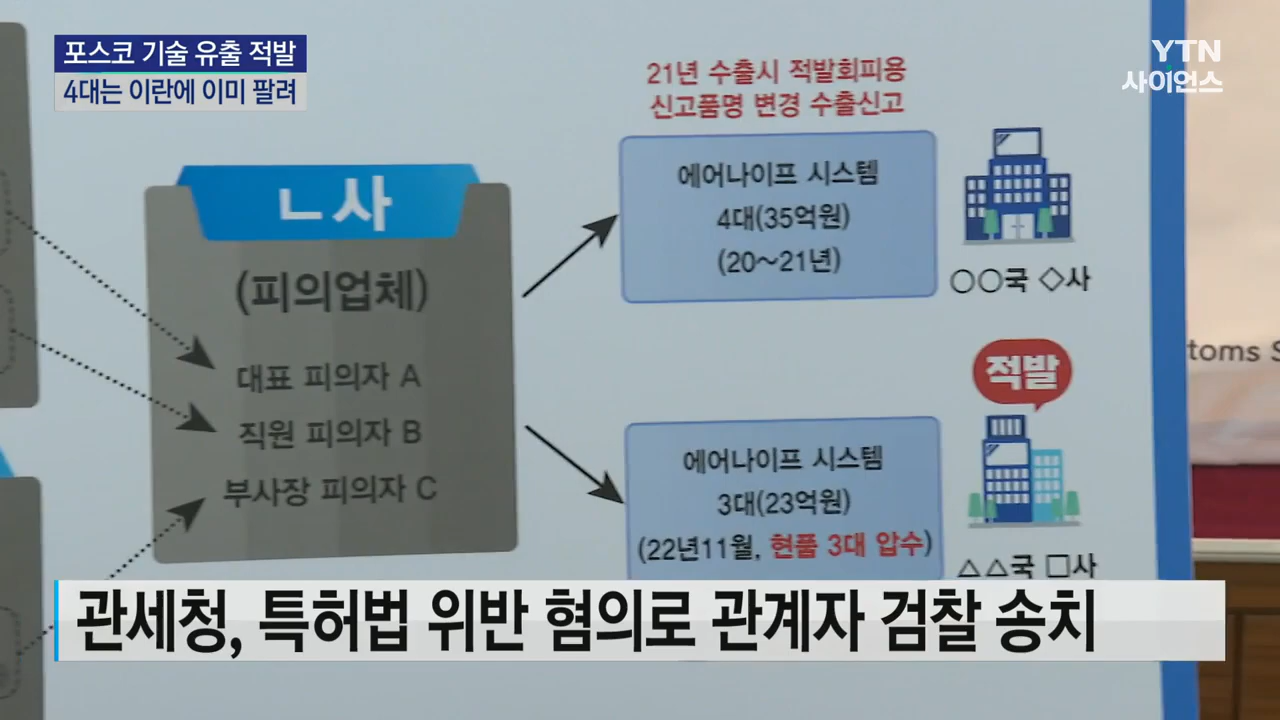 포스코 기술 유출 적발
4대는 이란에 이미 팔려
YTN
사이언스
21년 수출시 적발회피용
신고품명 변경 수출신고
ㄴ사
(피의업체)
대표 피의자 A
직원 피의자 B
부사장 피의자 C
에어나이프 시스템
4대(35억원)
(20~21년)
○○국 ◇사
적발
에어나이프 시스템
3대(23억원)
(22년11월, 현품 3대 압수)
△△국 □사
toms S
관세청, 특허법 위반 혐의로 관계자 검찰 송치